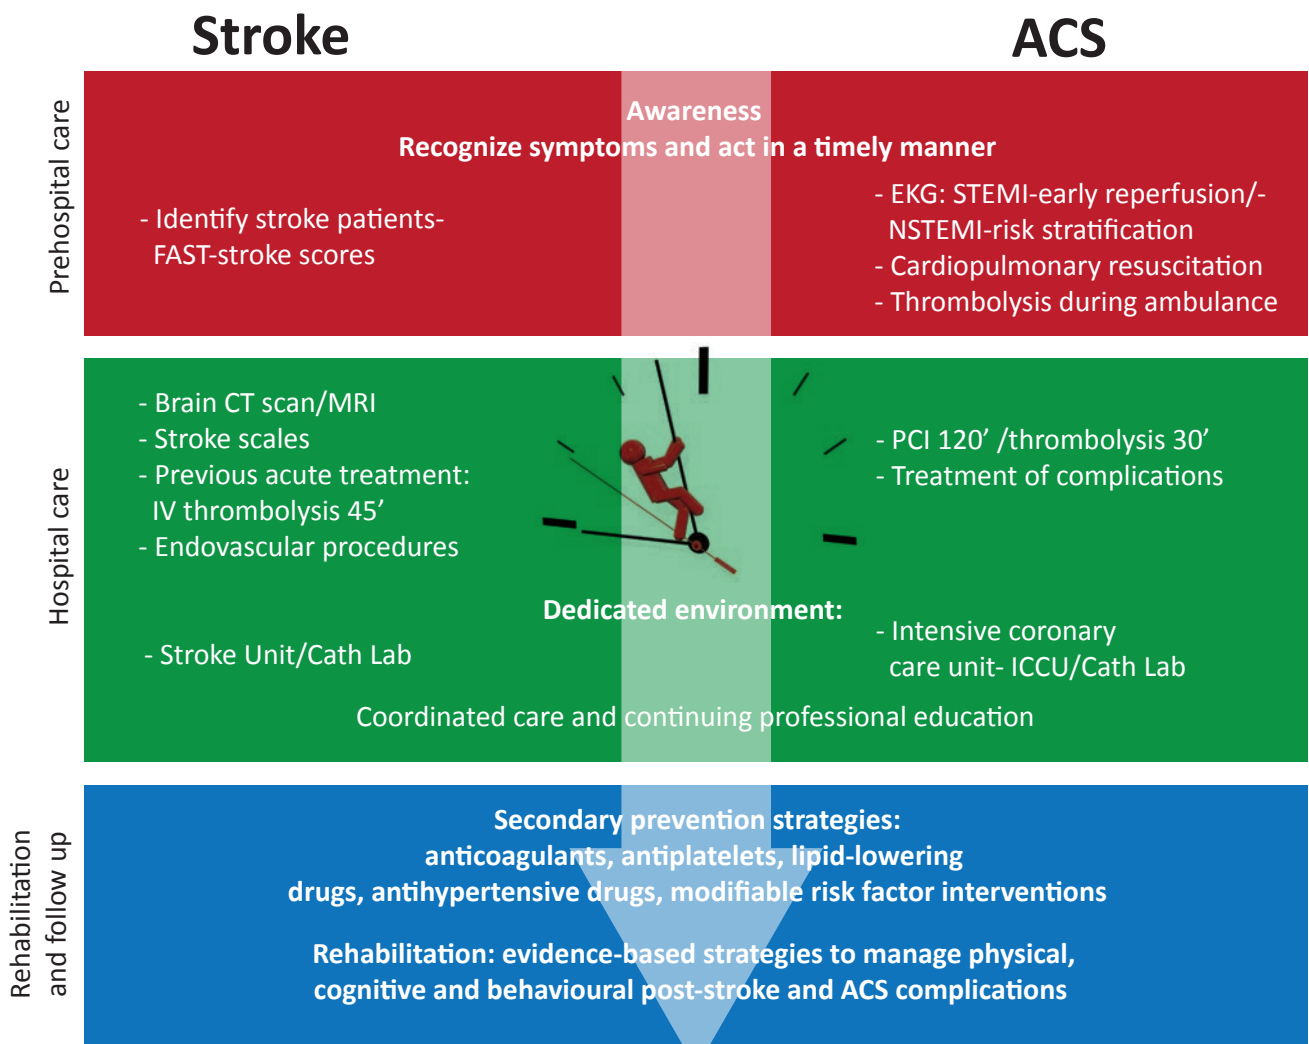 Stroke
ACS
Prehospital care
Awareness
Recognize symptoms and act in a timely manner
- Identify stroke patients-
FAST-stroke scores
- EKG: STEMI-early reperfusion/-
NSTEMI-risk stratification
- Cardiopulmonary resuscitation
- Thrombolysis during ambulance
Hospital care
- Brain CT scan/MRI
- Stroke scales
- Previous acute treatment:
IV thrombolysis 45’
- Endovascular procedures
- PCI 120’ /thrombolysis 30’
- Treatment of complications
Dedicated environment:
- Stroke Unit/Cath Lab
- Intensive coronary
care unit- ICCU/Cath Lab
Coordinated care and continuing professional education
Rehabilitation
and follow up
Secondary prevention strategies:
anticoagulants, antiplatelets, lipid-lowering
drugs, antihypertensive drugs, modifiable risk factor interventions
Rehabilitation: evidence-based strategies to manage physical,
cognitive and behavioural post-stroke and ACS complications